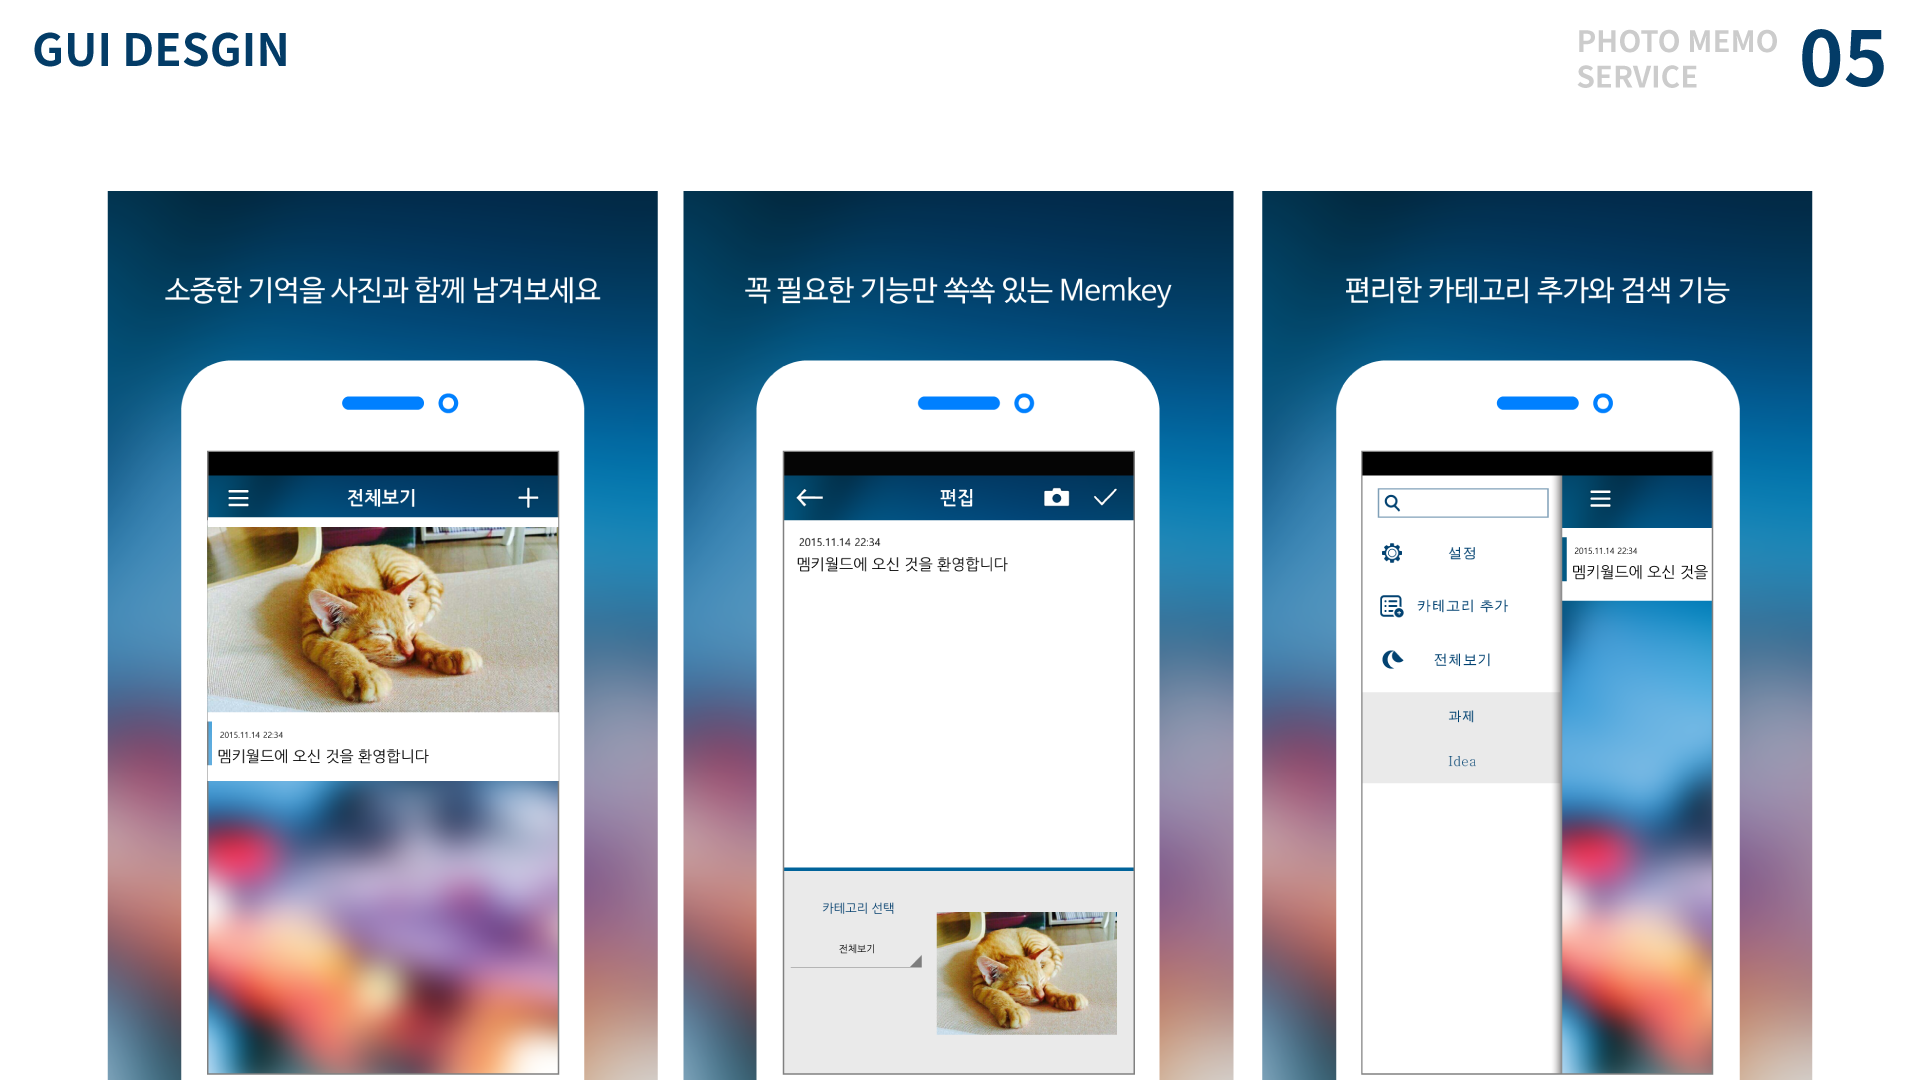 GUI DESGIN
PHOTO MEMO
SERVICE
05
소중한 기억을 사진과 함께 남겨보세요
전체보기
2015.11.14 22:34
멤키월드에 오신 것을 환영합니다
꼭 필요한 기능만 쏙쏙 있는 Memkey
편집
2015.11.14 22:34
멤키월드에 오신 것을 환영합니다
카테고리 선택
전체보기
편리한 카테고리 추가와 검색 기능
설정
카테고리 추가
전체보기
과제
Idea
2015.11.14 22:34
멤키월드에 오신 것을